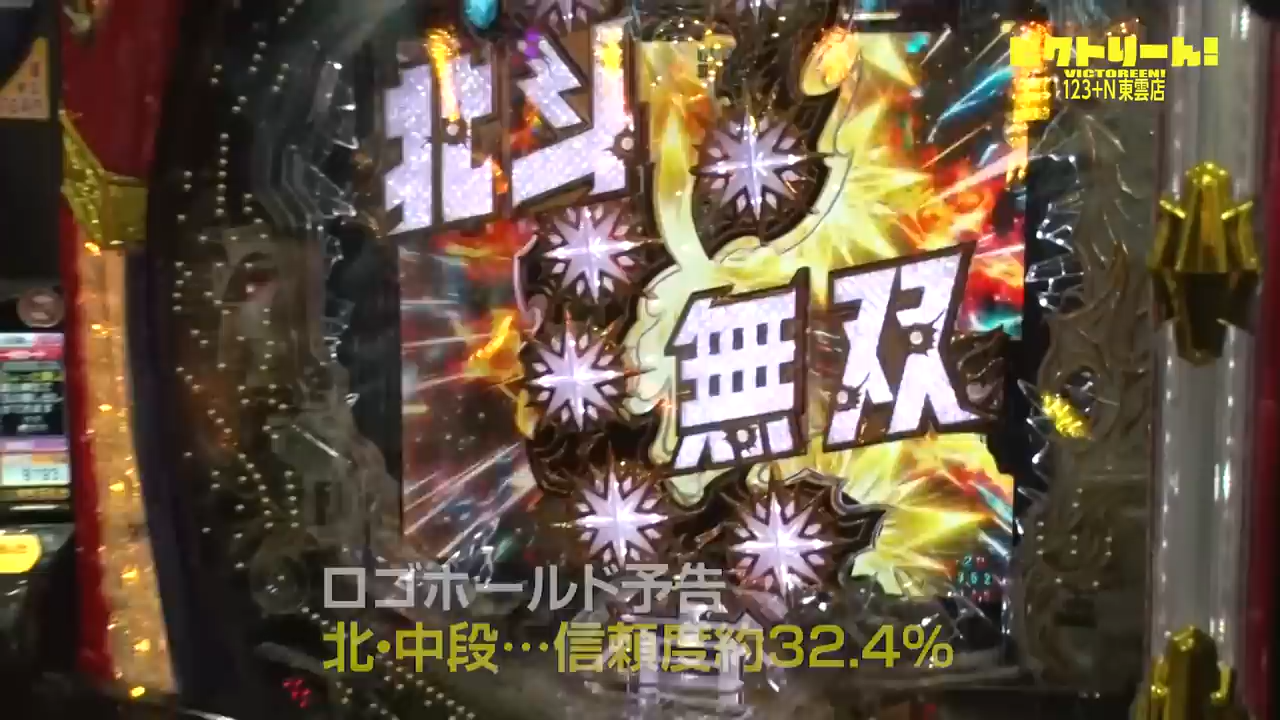 北斗
無双
クトリーん!
VICTOREEN!
123+N東雲店
ロゴホールド予告
北・中段…信頼度約32.4%